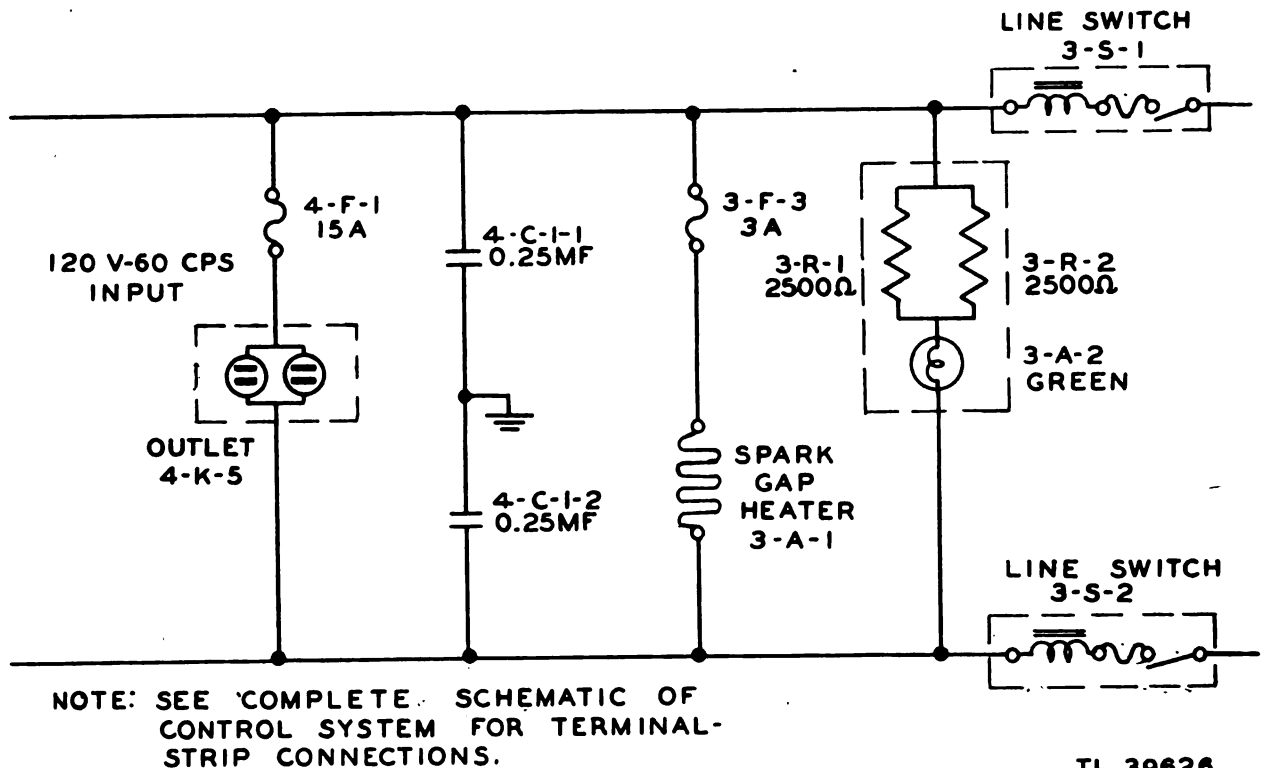 LINE SWITCH
3-S-1
4-F-1
15A
120 V-60 CPS
INPUT
4-C-1-1
0.25MF
3-F-3
3A
3-R-1
2500Ω
3-R-2
2500Ω
3-A-2
GREEN
OUTLET
4-K-5
4-C-1-2
0.25MF
SPARK
GAP
HEATER
3-A-1
LINE SWITCH
3-S-2
NOTE: SEE COMPLETE SCHEMATIC OF
CONTROL SYSTEM FOR TERMINAL-
STRIP CONNECTIONS.
TL 39626